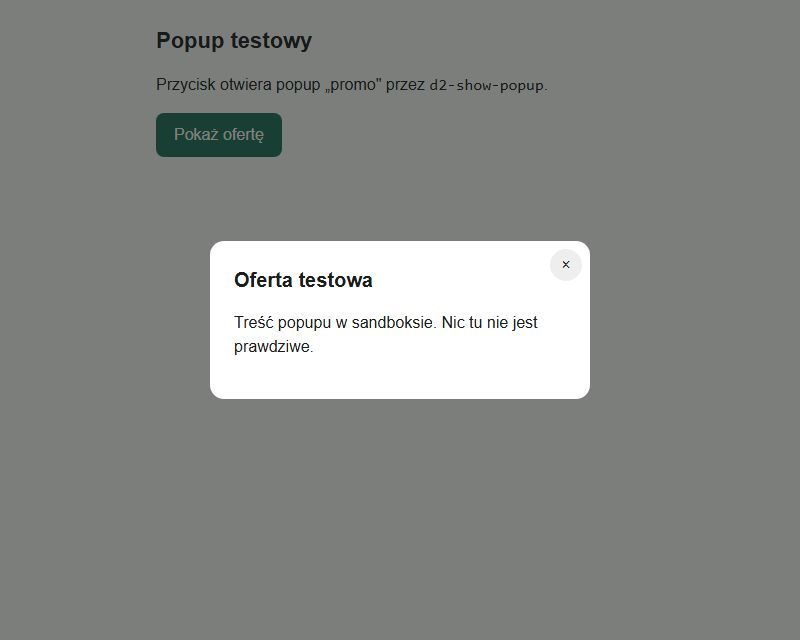 Popup testowy
Przycisk otwiera popup „promo” przez d2-show-popup.
Pokaż ofertę
×
Oferta testowa
Treść popupu w sandboksie. Nic tu nie jest
prawdziwe.